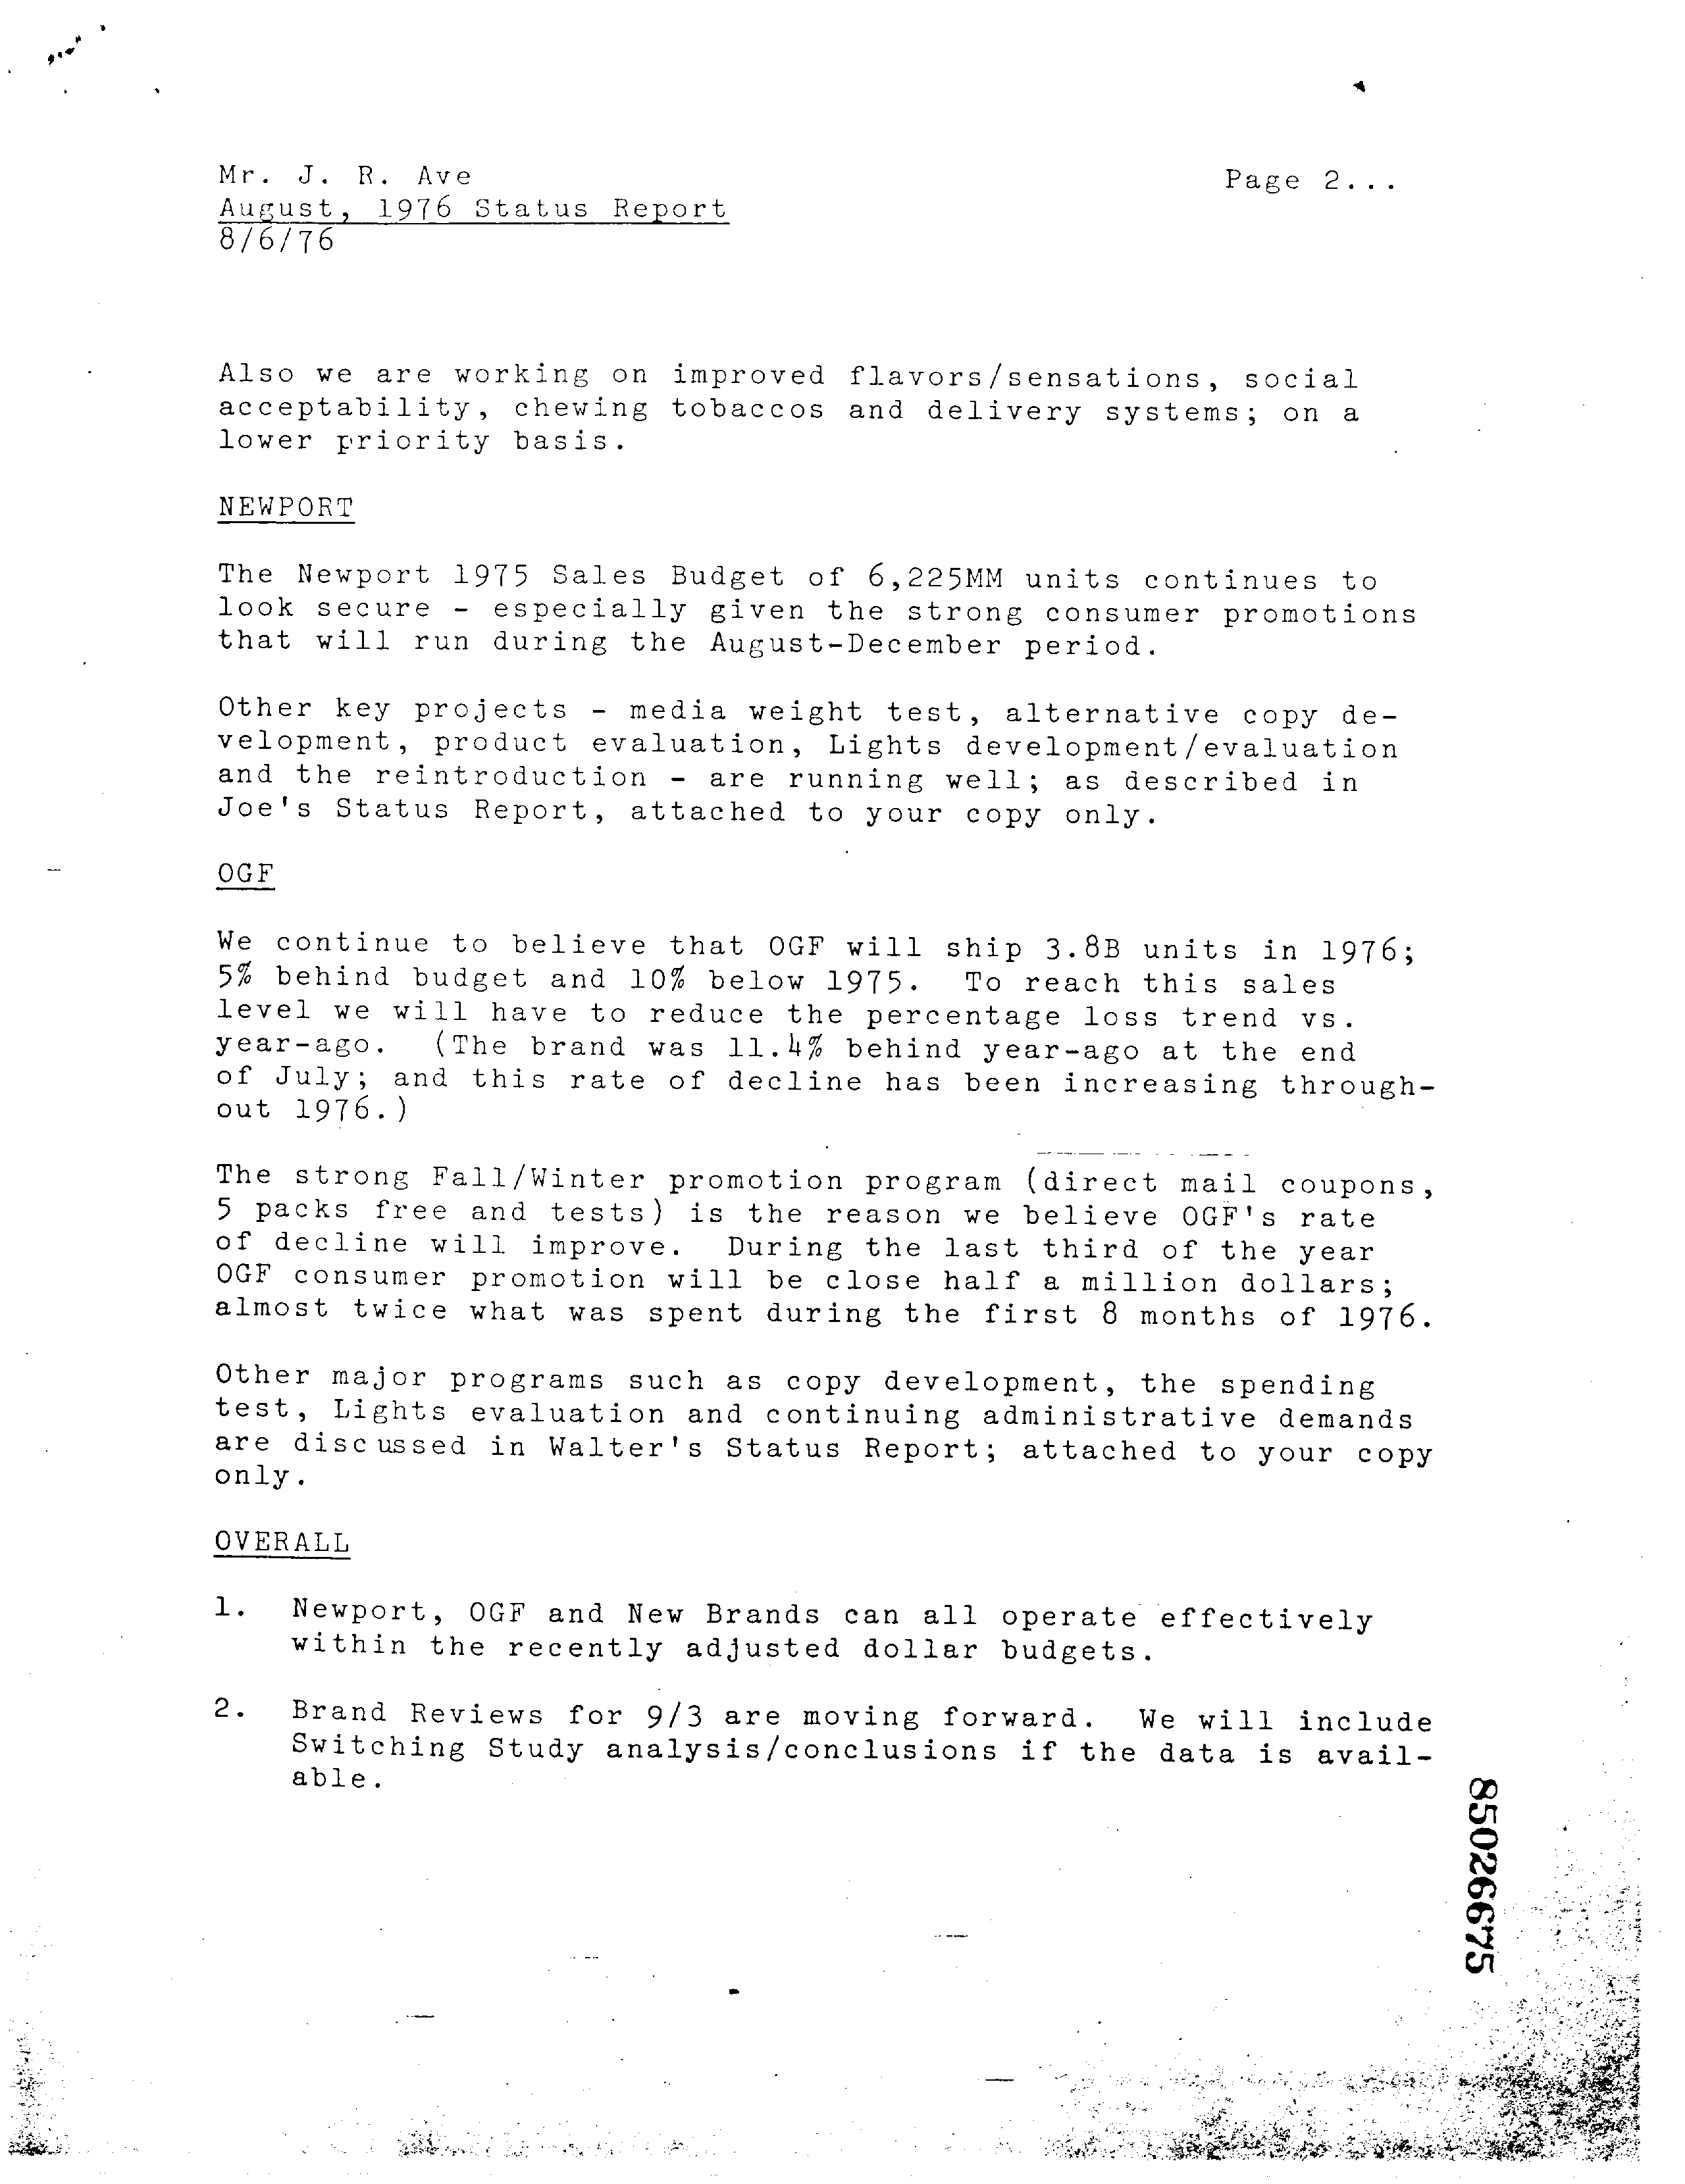 Mr. J. R. Ave
Page 2...
August, 1976 Status Report
8/6/76
Also we are working on improved flavors/sensations, social
acceptability, chewing tobaccos and delivery systems; on a
lower priority basis.
NEWPORT
The Newport 1975 Sales Budget of 6,225MM units continues to
look secure - especially given the strong consumer promotions
that will run during the August-December period.
Other key projects - media weight test, alternative copy de-
velopment, product evaluation, Lights development/evaluation
and the reintroduction - are running well; as described in
Joe's Status Report, attached to your copy only.
OGF
We continue to believe that OGF will ship 3.8B units in 1976;
5% behind budget and 10% below 1975. To reach this sales
level we will have to reduce the percentage loss trend vs.
year-ago. (The brand was 11.4% behind year-ago at the end
of July; and this rate of decline has been increasing through-
out 1976.)
The strong Fall/Winter promotion program (direct mail coupons,
5 packs free and tests) is the reason we believe OGF's rate
of decline will improve. During the last third of the year
OGF consumer promotion will be close half a million dollars;
almost twice what was spent during the first 8 months of 1976.
Other major programs such as copy development, the spending
test, Lights evaluation and continuing administrative demands
are discussed in Walter's Status Report; attached to your copy
only.
OVERALL
1. Newport, OGF and New Brands can all operate effectively
within the recently adjusted dollar budgets.
2. Brand Reviews for 9/3 are moving forward. We will include
Switching Study analysis/conclusions if the data is avail-
able.
85026675